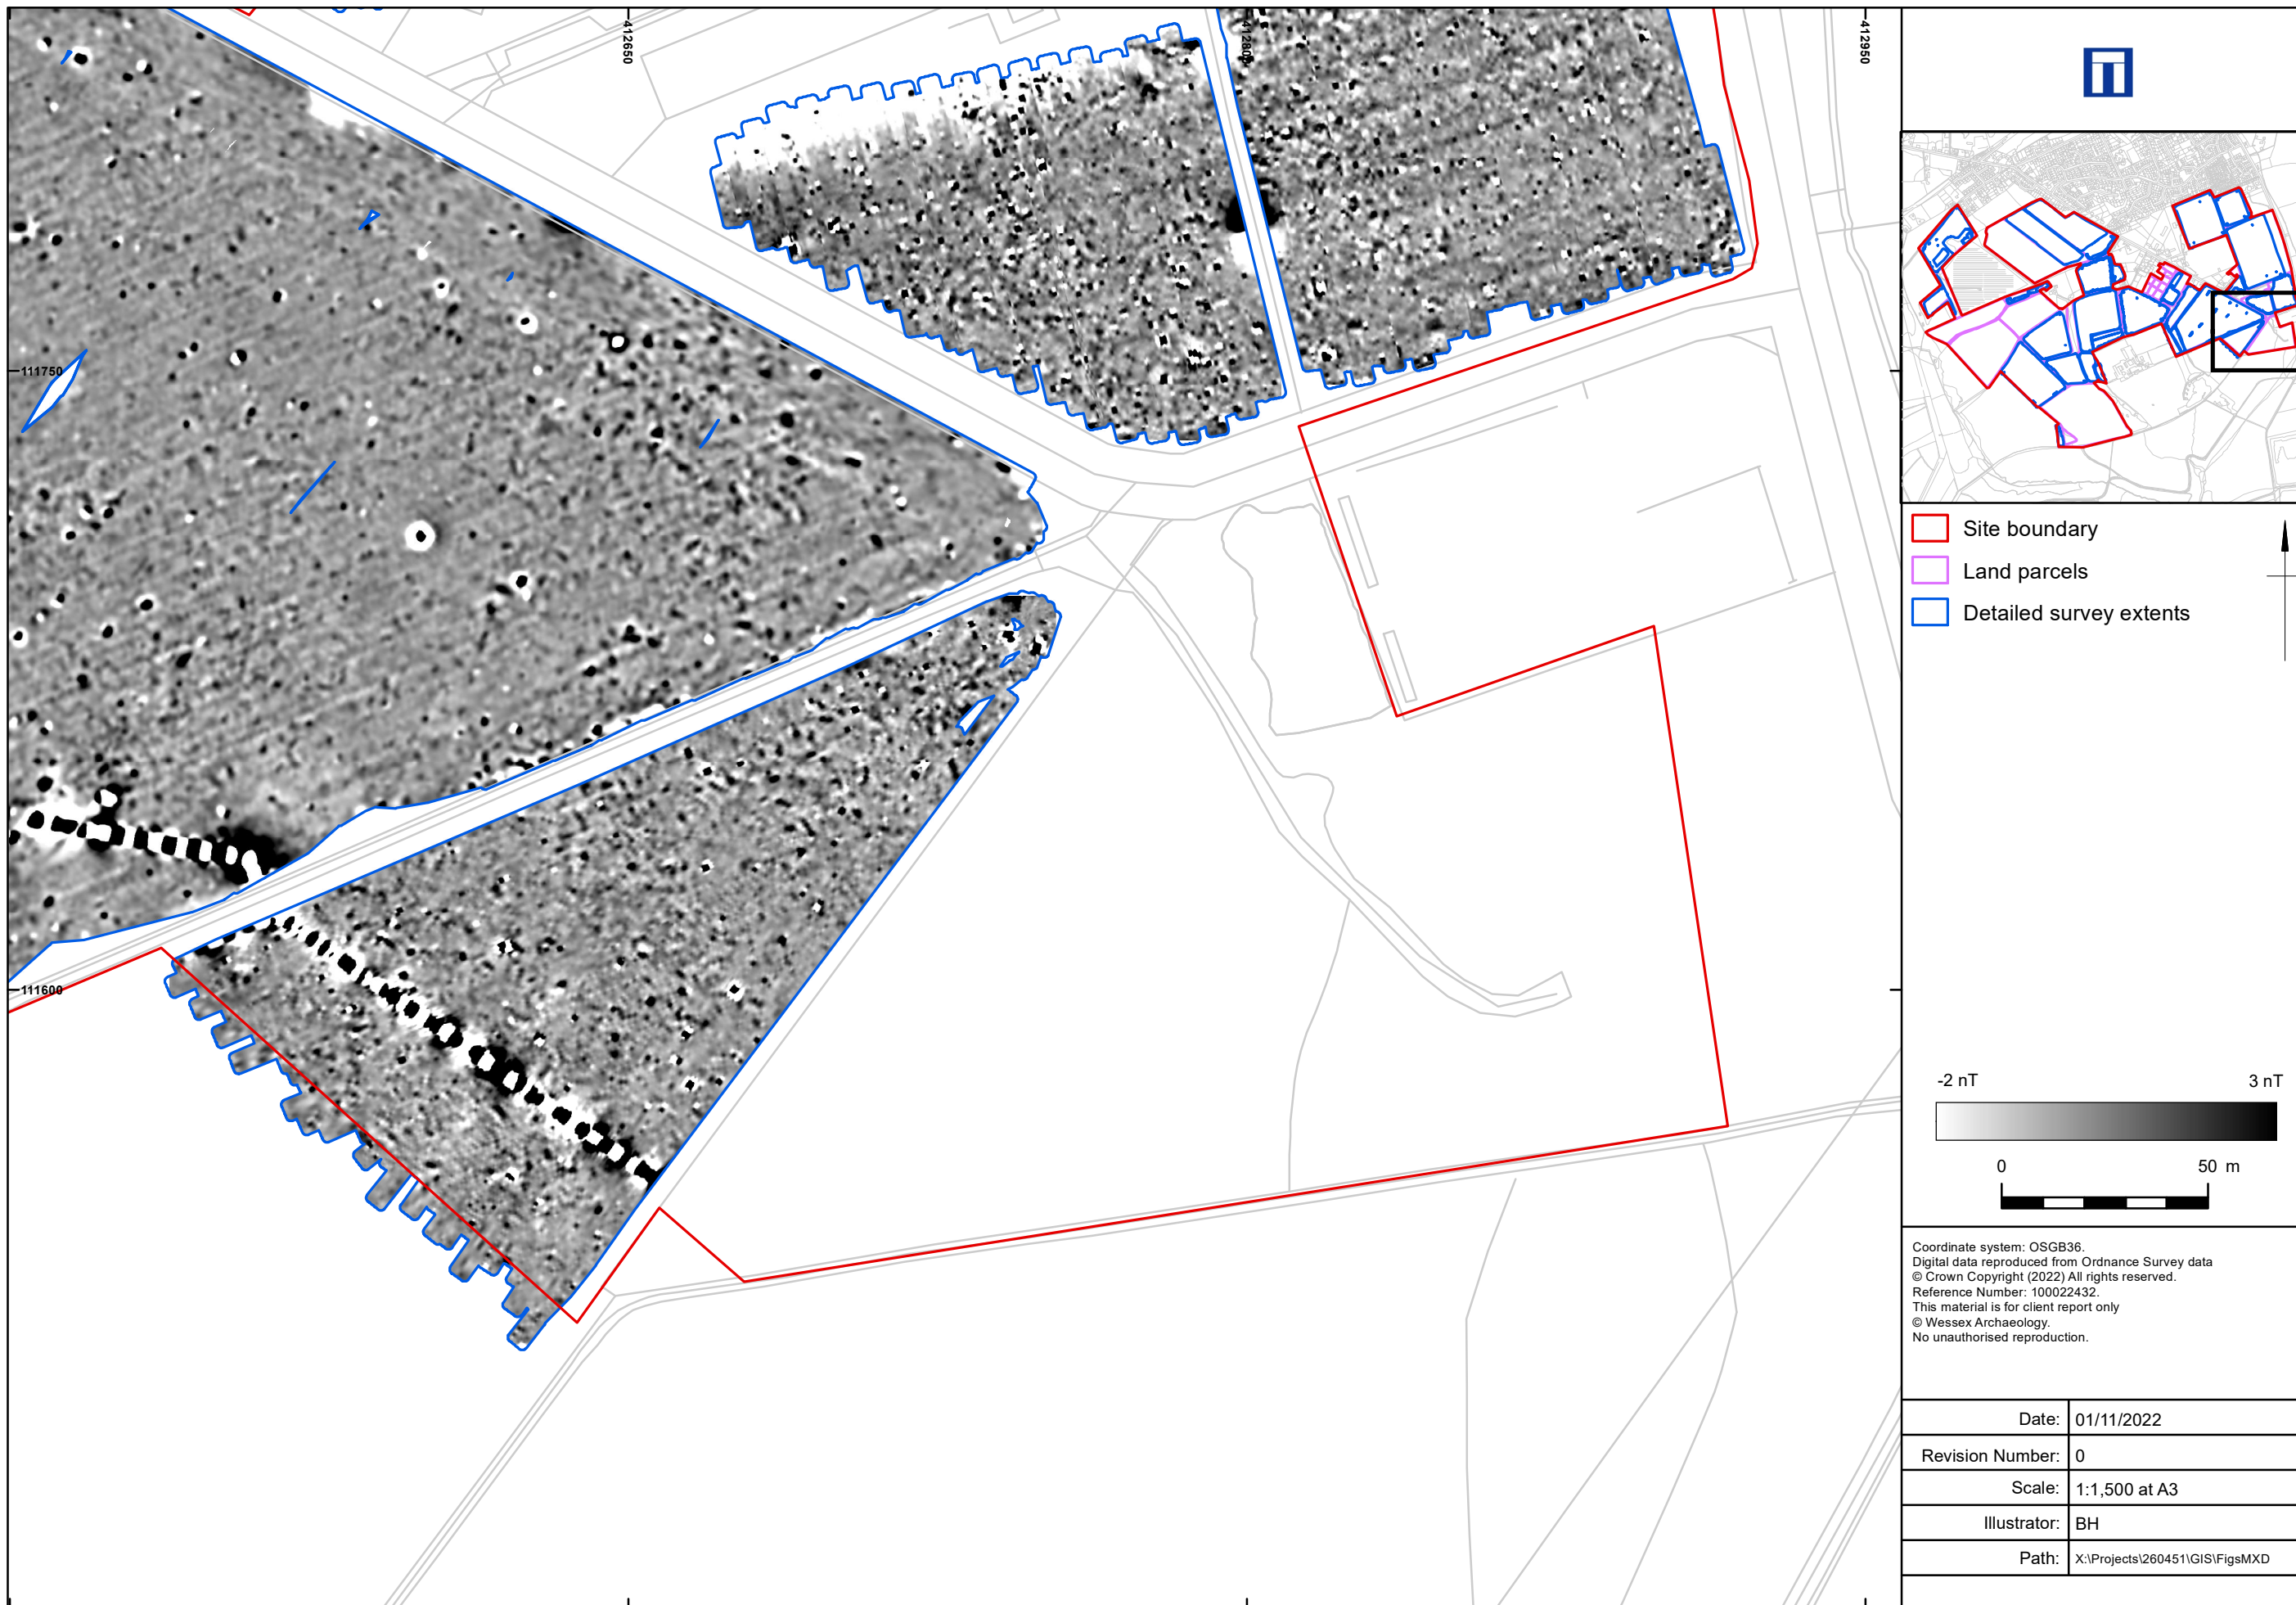 412650
412800
412950
111750
111600
Site boundary
Land parcels
Detailed survey extents
-2 nT
3 nT
0
50 m
Coordinate system: OSGB36.
Digital data reproduced from Ordnance Survey data
© Crown Copyright (2022) All rights reserved.
Reference Number: 100022432.
This material is for client report only
© Wessex Archaeology.
No unauthorised reproduction.
Date: 01/11/2022
Revision Number: 0
Scale: 1:1,500 at A3
Illustrator: BH
Path: X:\Projects\260451\GIS\FigsMXD